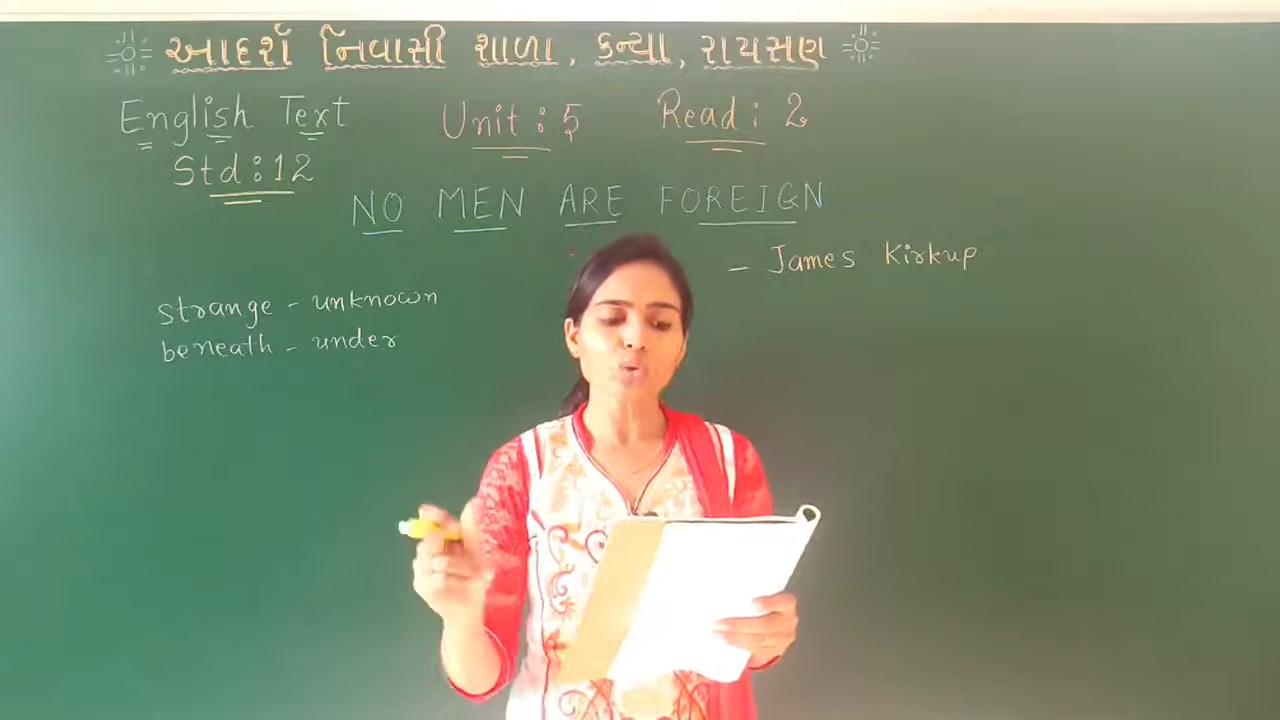 આદર્શ નિવાસી શાળા, કન્યા, રાયસણ
English Text Unit : 5 Read : 2
Std : 12
NO MEN ARE FOREIGN
- James Kirkup
strange - unknown
beneath - under